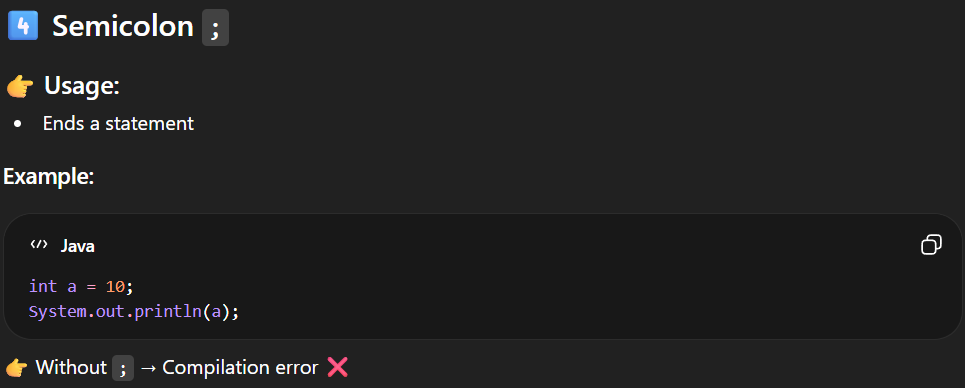 4️⃣ Semicolon ;
👉 Usage:
• Ends a statement
Example:
</> Java
int a = 10;
System.out.println(a);
👉 Without ; → Compilation error ❌